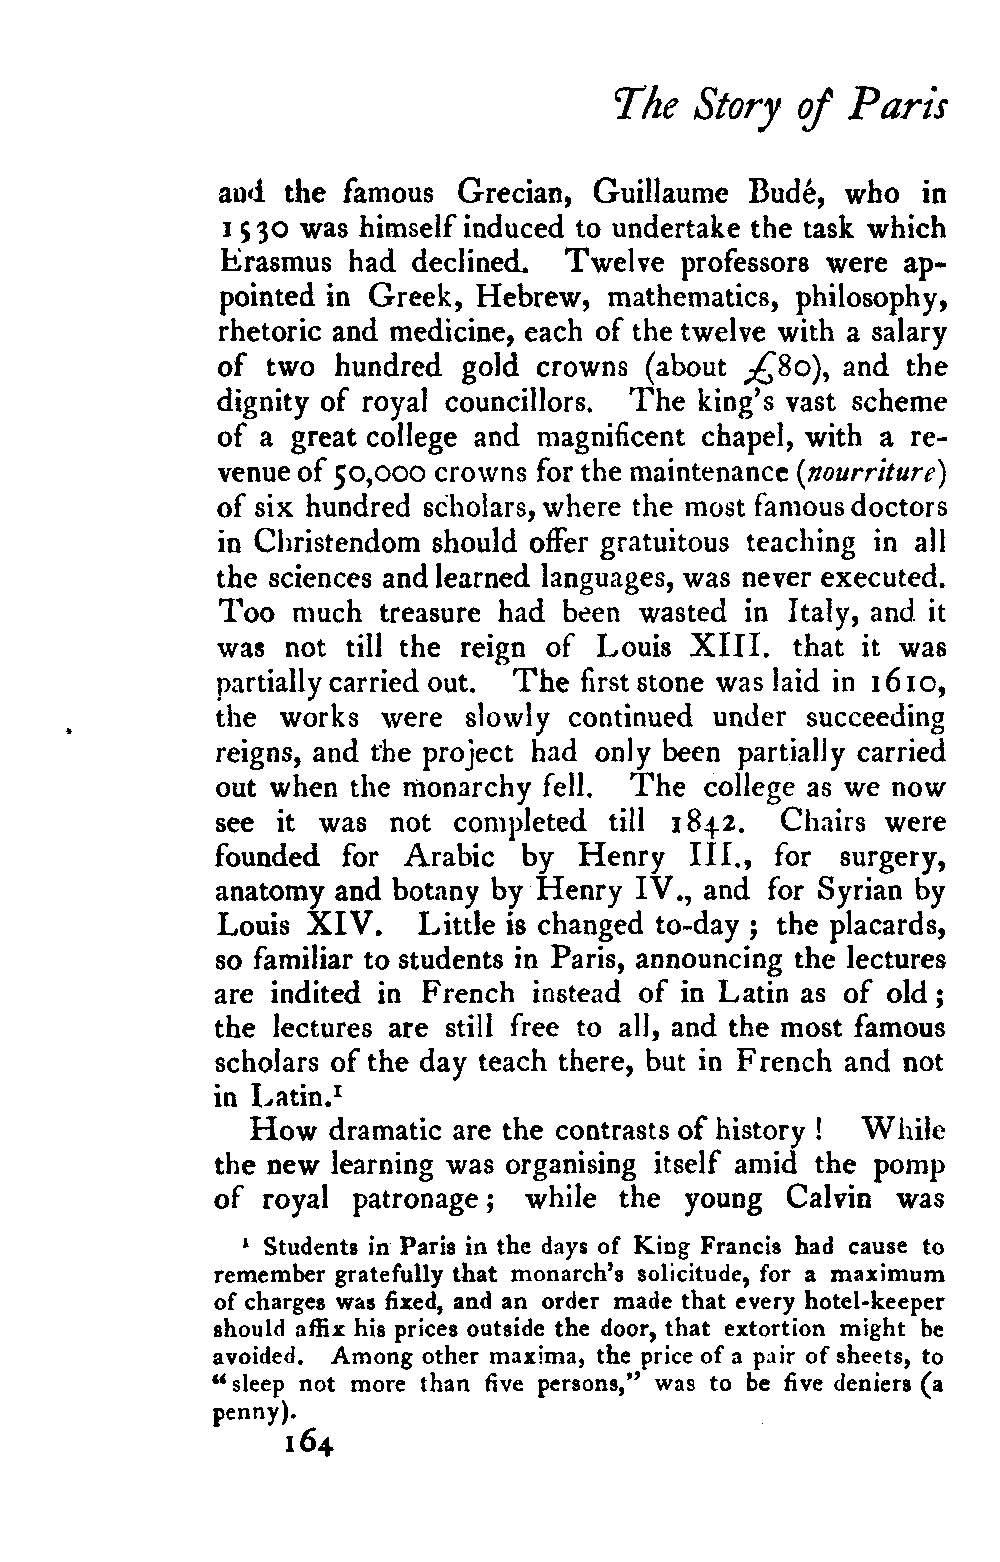 The Story of Paris
and the famous Grecian, Guillaume Budé, who in
1530 was himself induced to undertake the task which
Erasmus had declined. Twelve professors were ap-
pointed in Greek, Hebrew, mathematics, philosophy,
rhetoric and medicine, each of the twelve with a salary
of two hundred gold crowns (about £80), and the
dignity of royal councillors. The king's vast scheme
of a great college and magnificent chapel, with a re-
venue of 50,000 crowns for the maintenance (nourriture)
of six hundred scholars, where the most famous doctors
in Christendom should offer gratuitous teaching in all
the sciences and learned languages, was never executed.
Too much treasure had been wasted in Italy, and it
was not till the reign of Louis XIII. that it was
partially carried out. The first stone was laid in 1610,
the works were slowly continued under succeeding
reigns, and the project had only been partially carried
out when the monarchy fell. The college as we now
see it was not completed till 1842. Chairs were
founded for Arabic by Henry III., for surgery,
anatomy and botany by Henry IV., and for Syrian by
Louis XIV. Little is changed to-day ; the placards,
so familiar to students in Paris, announcing the lectures
are indited in French instead of in Latin as of old ;
the lectures are still free to all, and the most famous
scholars of the day teach there, but in French and not
in Latin.¹
How dramatic are the contrasts of history ! While
the new learning was organising itself amid the pomp
of royal patronage ; while the young Calvin was
¹ Students in Paris in the days of King Francis had cause to
remember gratefully that monarch's solicitude, for a maximum
of charges was fixed, and an order made that every hotel-keeper
should affix his prices outside the door, that extortion might be
avoided. Among other maxima, the price of a pair of sheets, to
"sleep not more than five persons," was to be five deniers (a
penny).
164